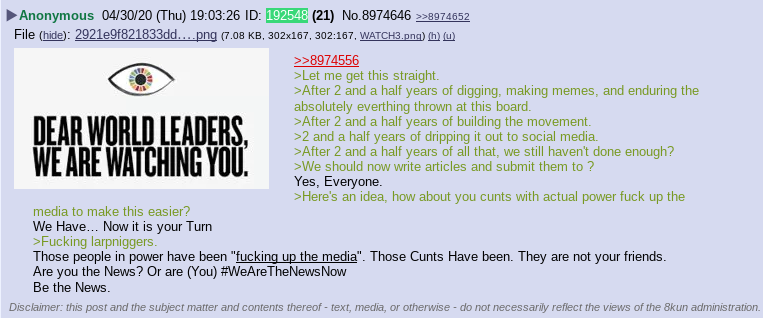 ▶Anonymous 04/30/20 (Thu) 19:03:26 ID: 192548 (21) No.8974646 >>8974652
File (hide): 2921e9f821833dd….png (7.08 KB, 302x167, 302:167, WATCH3.png) (h) (u)
DEAR WORLD LEADERS,
WE ARE WATCHING YOU.
>>8974556
>Let me get this straight.
>After 2 and a half years of digging, making memes, and enduring the
absolutely everthing thrown at this board.
>After 2 and a half years of building the movement.
>2 and a half years of dripping it out to social media.
>After 2 and a half years of all that, we still haven't done enough?
>We should now write articles and submit them to ?
Yes, Everyone.
>Here's an idea, how about you cunts with actual power fuck up the
media to make this easier?
We Have… Now it is your Turn
>Fucking larpniggers.
Those people in power have been "fucking up the media". Those Cunts Have been. They are not your friends.
Are you the News? Or are (You) #WeAreTheNewsNow
Be the News.
Disclaimer: this post and the subject matter and contents thereof - text, media, or otherwise - do not necessarily reflect the views of the 8kun administration.